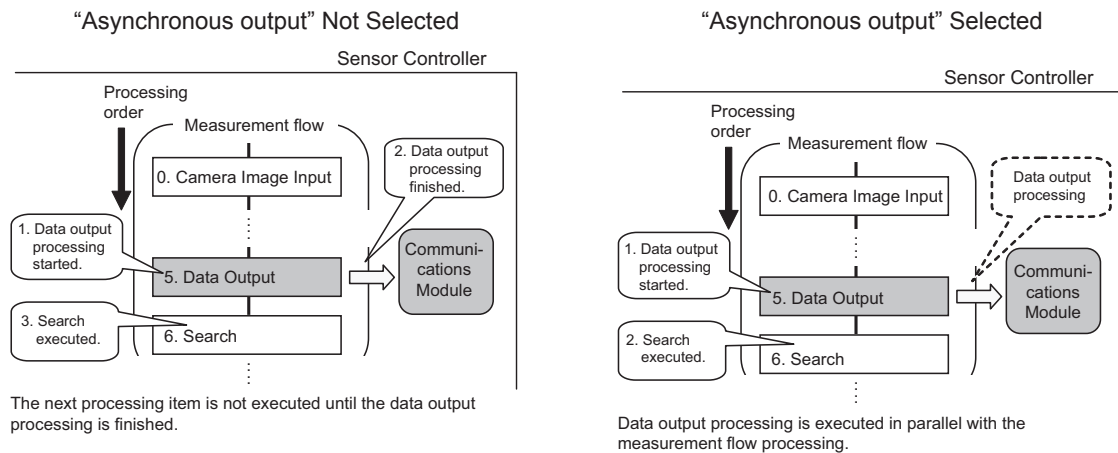 “Asynchronous output” Not Selected
Sensor Controller
Processing
order
Measurement flow
0. Camera Image Input
2. Data output
processing
finished.
1. Data output
processing
started.
5. Data Output
Communi-
cations
Module
3. Search
executed.
6. Search
The next processing item is not executed until the data output
processing is finished.
“Asynchronous output” Selected
Sensor Controller
Processing
order
Measurement flow
0. Camera Image Input
Data output
processing
1. Data output
processing
started.
5. Data Output
Communi-
cations
Module
2. Search
executed.
6. Search
Data output processing is executed in parallel with the
measurement flow processing.